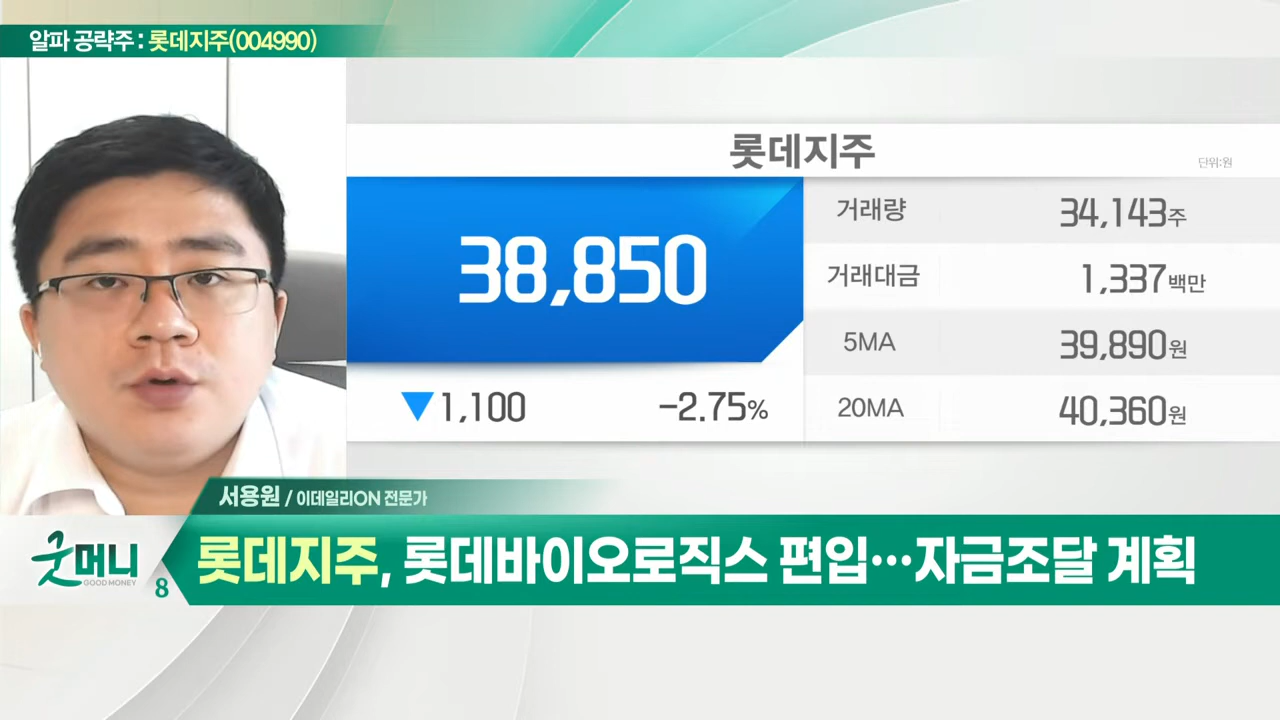 알파 공략주 : 롯데지주(004990)
롯데지주
단위:원
38,850
▼1,100 -2.75%
거래량 34,143주
거래대금 1,337백만
5MA 39,890원
20MA 40,360원
서용원 / 이데일리ON 전문가
굿머니
GOOD MONEY
8
롯데지주, 롯데바이오로직스 편입…자금조달 계획